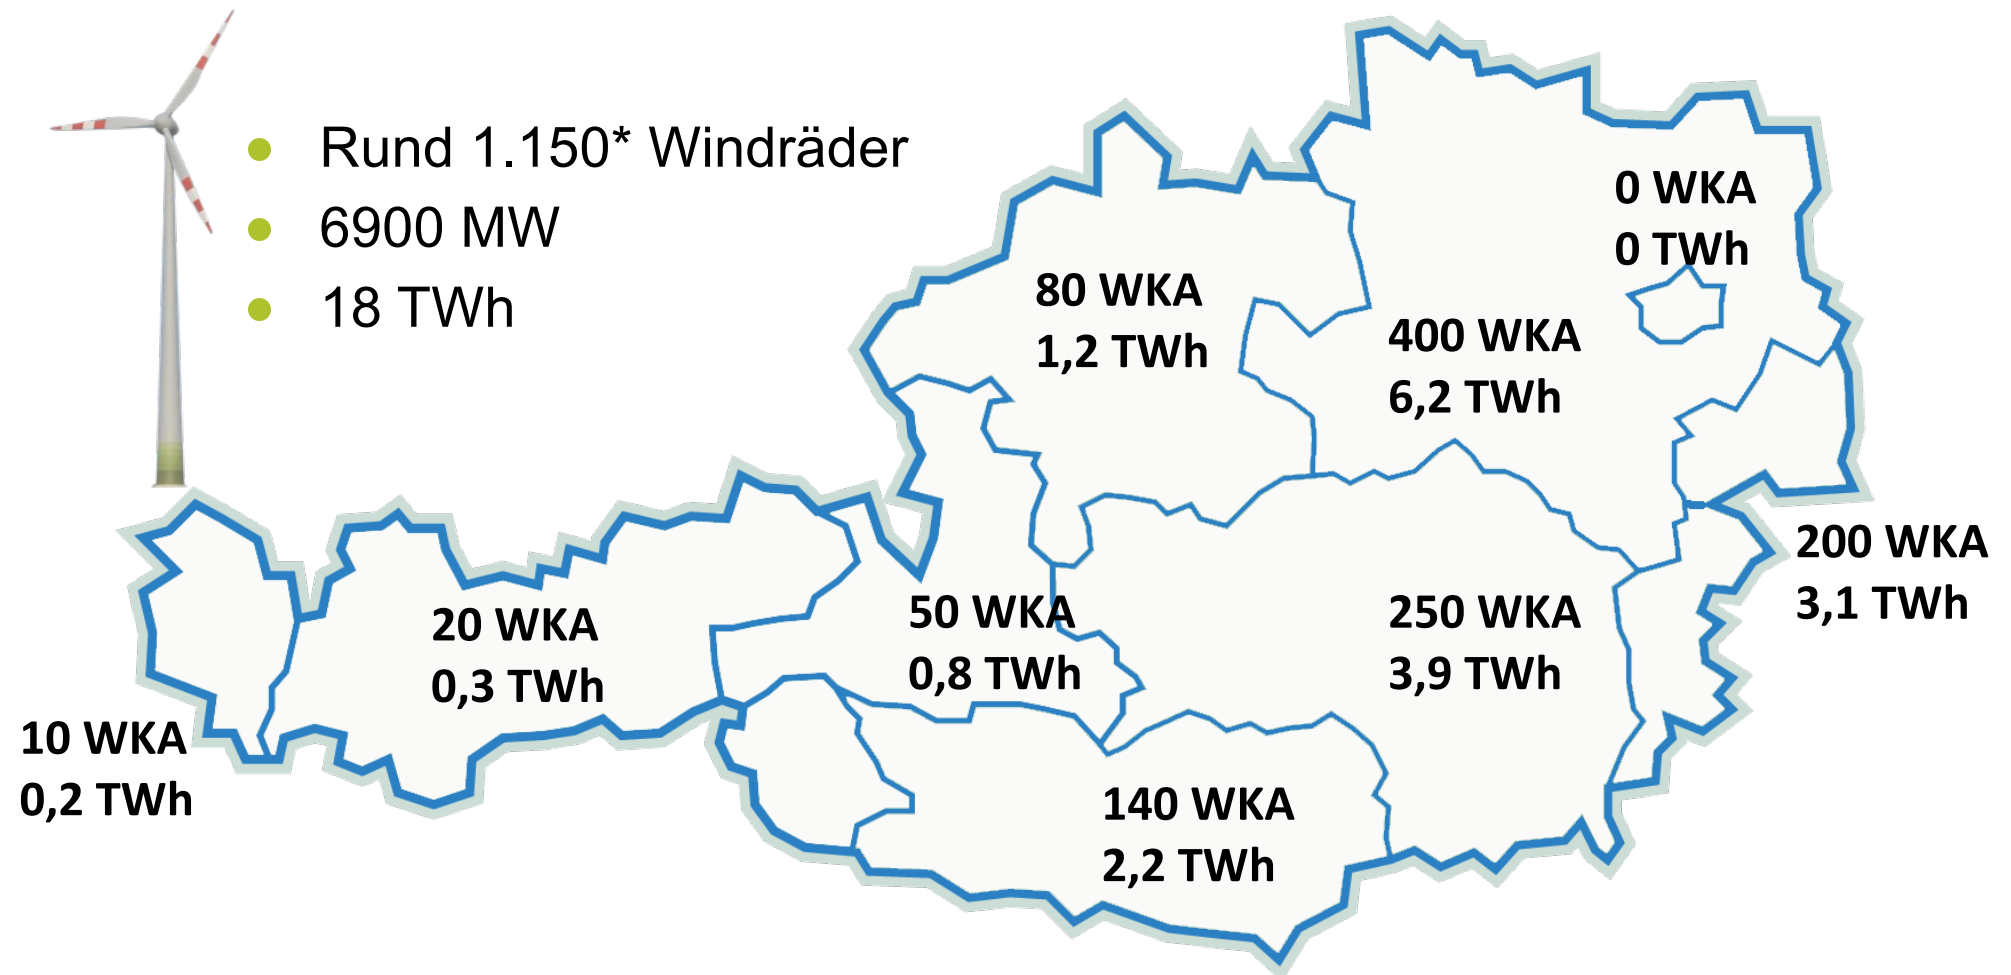 Rund 1.150* Windräder
6900 MW
18 TWh
0 WKA
0 TWh
80 WKA
1,2 TWh
400 WKA
6,2 TWh
200 WKA
3,1 TWh
20 WKA
0,3 TWh
50 WKA
0,8 TWh
250 WKA
3,9 TWh
10 WKA
0,2 TWh
140 WKA
2,2 TWh